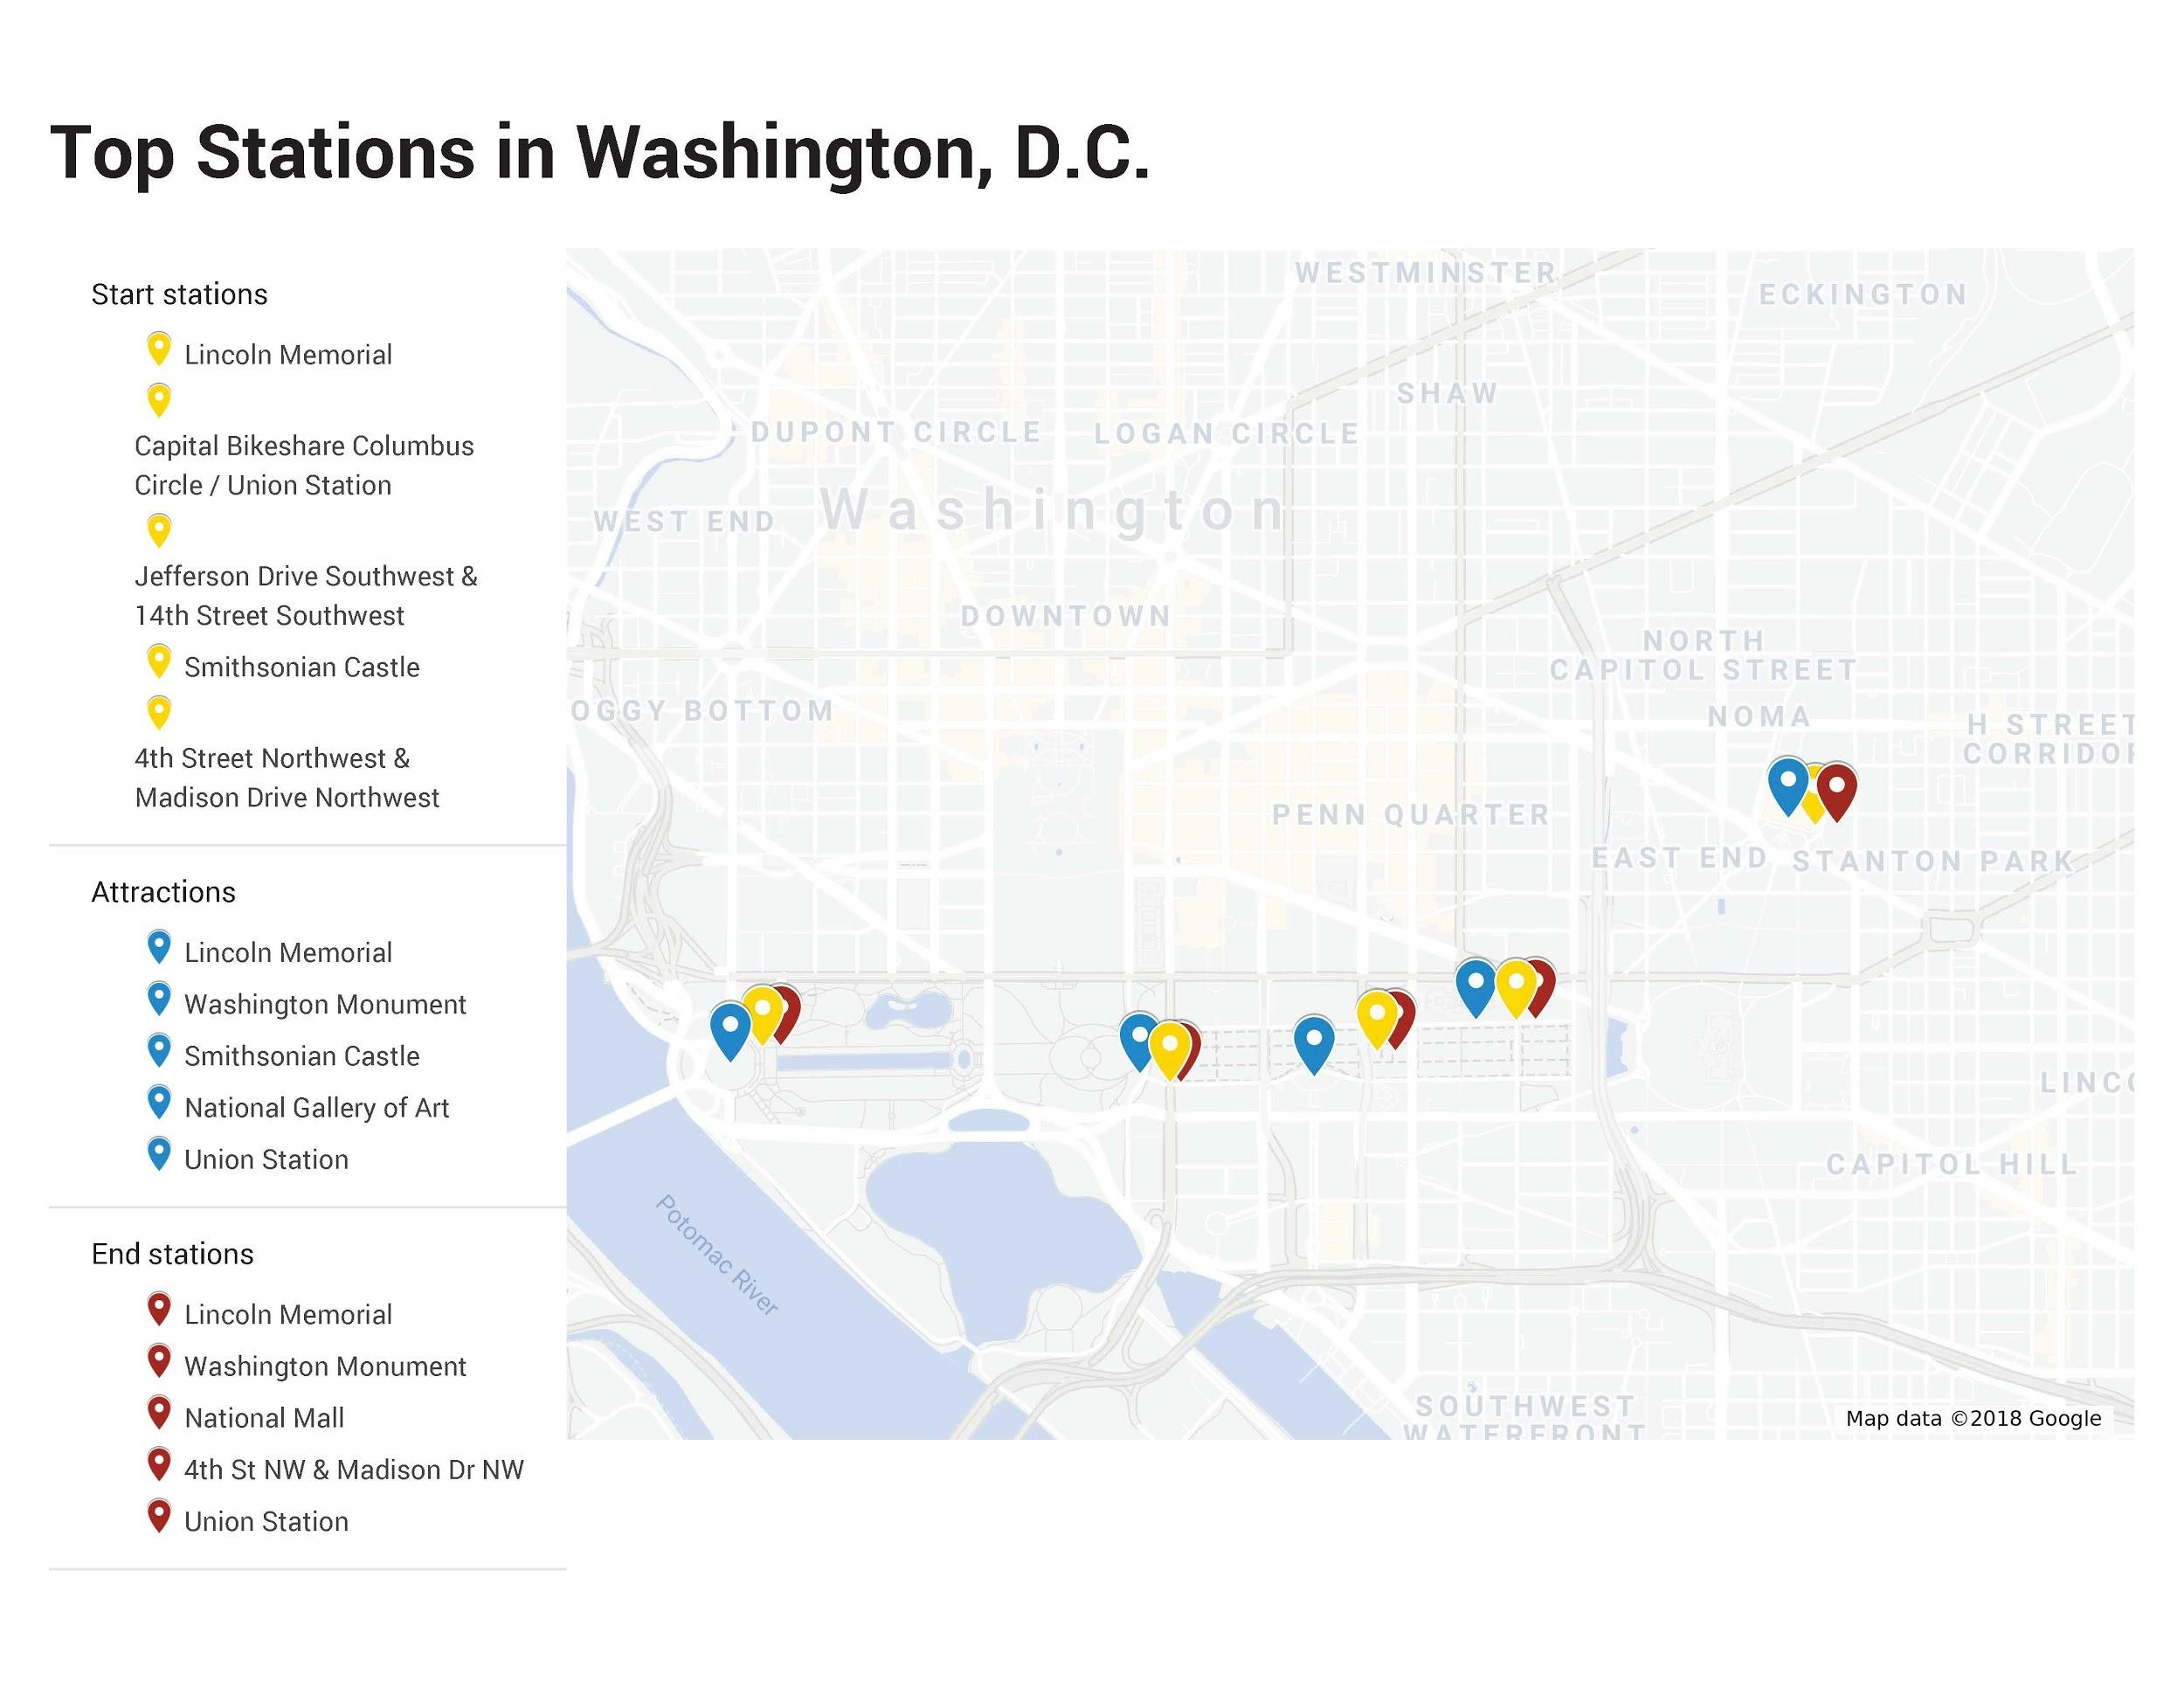 Top Stations in Washington, D.C.
Start stations
Lincoln Memorial
Capital Bikeshare Columbus
Circle / Union Station
Jefferson Drive Southwest &
14th Street Southwest
Smithsonian Castle
4th Street Northwest &
Madison Drive Northwest
Attractions
Lincoln Memorial
Washington Monument
Smithsonian Castle
National Gallery of Art
Union Station
End stations
Lincoln Memorial
Washington Monument
National Mall
4th St NW & Madison Dr NW
Union Station
WESTMINSTER
ECKINGTON
SHAW
DUPONT CIRCLE
LOGAN CIRCLE
WEST END
Washington
DOWNTOWN
NORTH
CAPITOL STREET
OGGY BOTTOM
NOMA
H STREET
CORRIDOR
PENN QUARTER
EAST END
STANTON PARK
LINCO
CAPITOL HILL
Potomac River
SOUTHWEST
WATERFRONT
Map data ©2018 Google